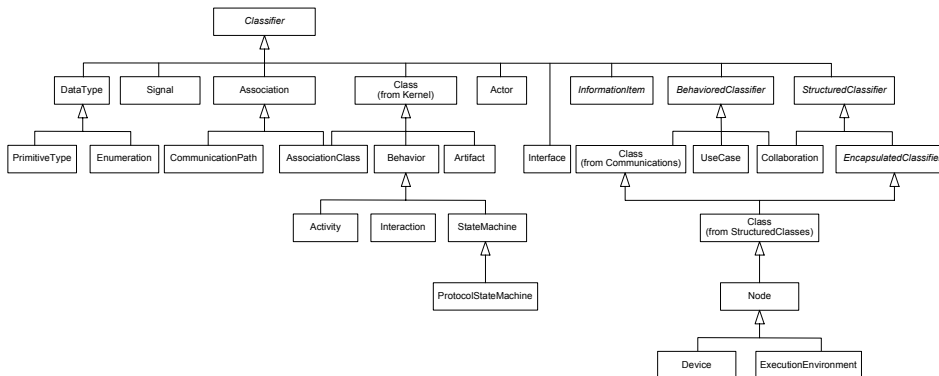 Classifier
DataType
Signal
Association
Class
(from Kernel)
Actor
InformationItem
BehavioredClassifier
StructuredClassifier
PrimitiveType
Enumeration
CommunicationPath
AssociationClass
Behavior
Artifact
Interface
Class
(from Communications)
UseCase
Collaboration
EncapsulatedClassifier
Activity
Interaction
StateMachine
Class
(from StructuredClasses)
ProtocolStateMachine
Node
Device
ExecutionEnvironment